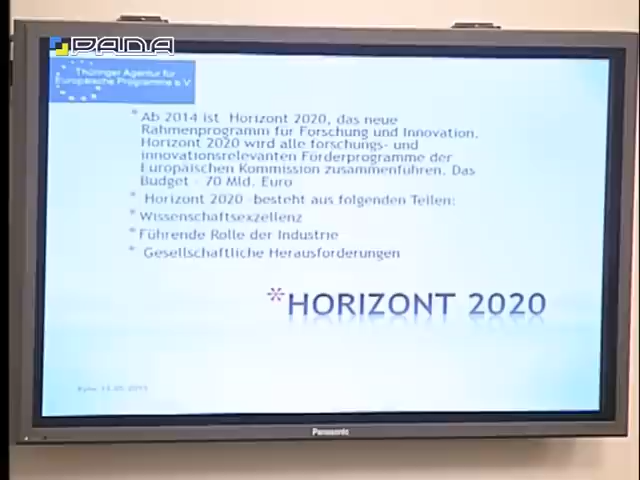 PADA
Thüringer Agentur für
Europäische Programme e.V.
* Ab 2014 ist Horizont 2020, das neue
Rahmenprogramm für Forschung und Innovation.
Horizont 2020 wird alle forschungs- und
innovationsrelevanten Förderprogramme der
Europäischen Kommission zusammenführen. Das
Budget - 70 Mld. Euro
* Horizont 2020 besteht aus folgenden Teilen:
* Wissenschaftsexzellenz
* Führende Rolle der Industrie
* Gesellschaftliche Herausforderungen
*HORIZONT 2020
Panasonic